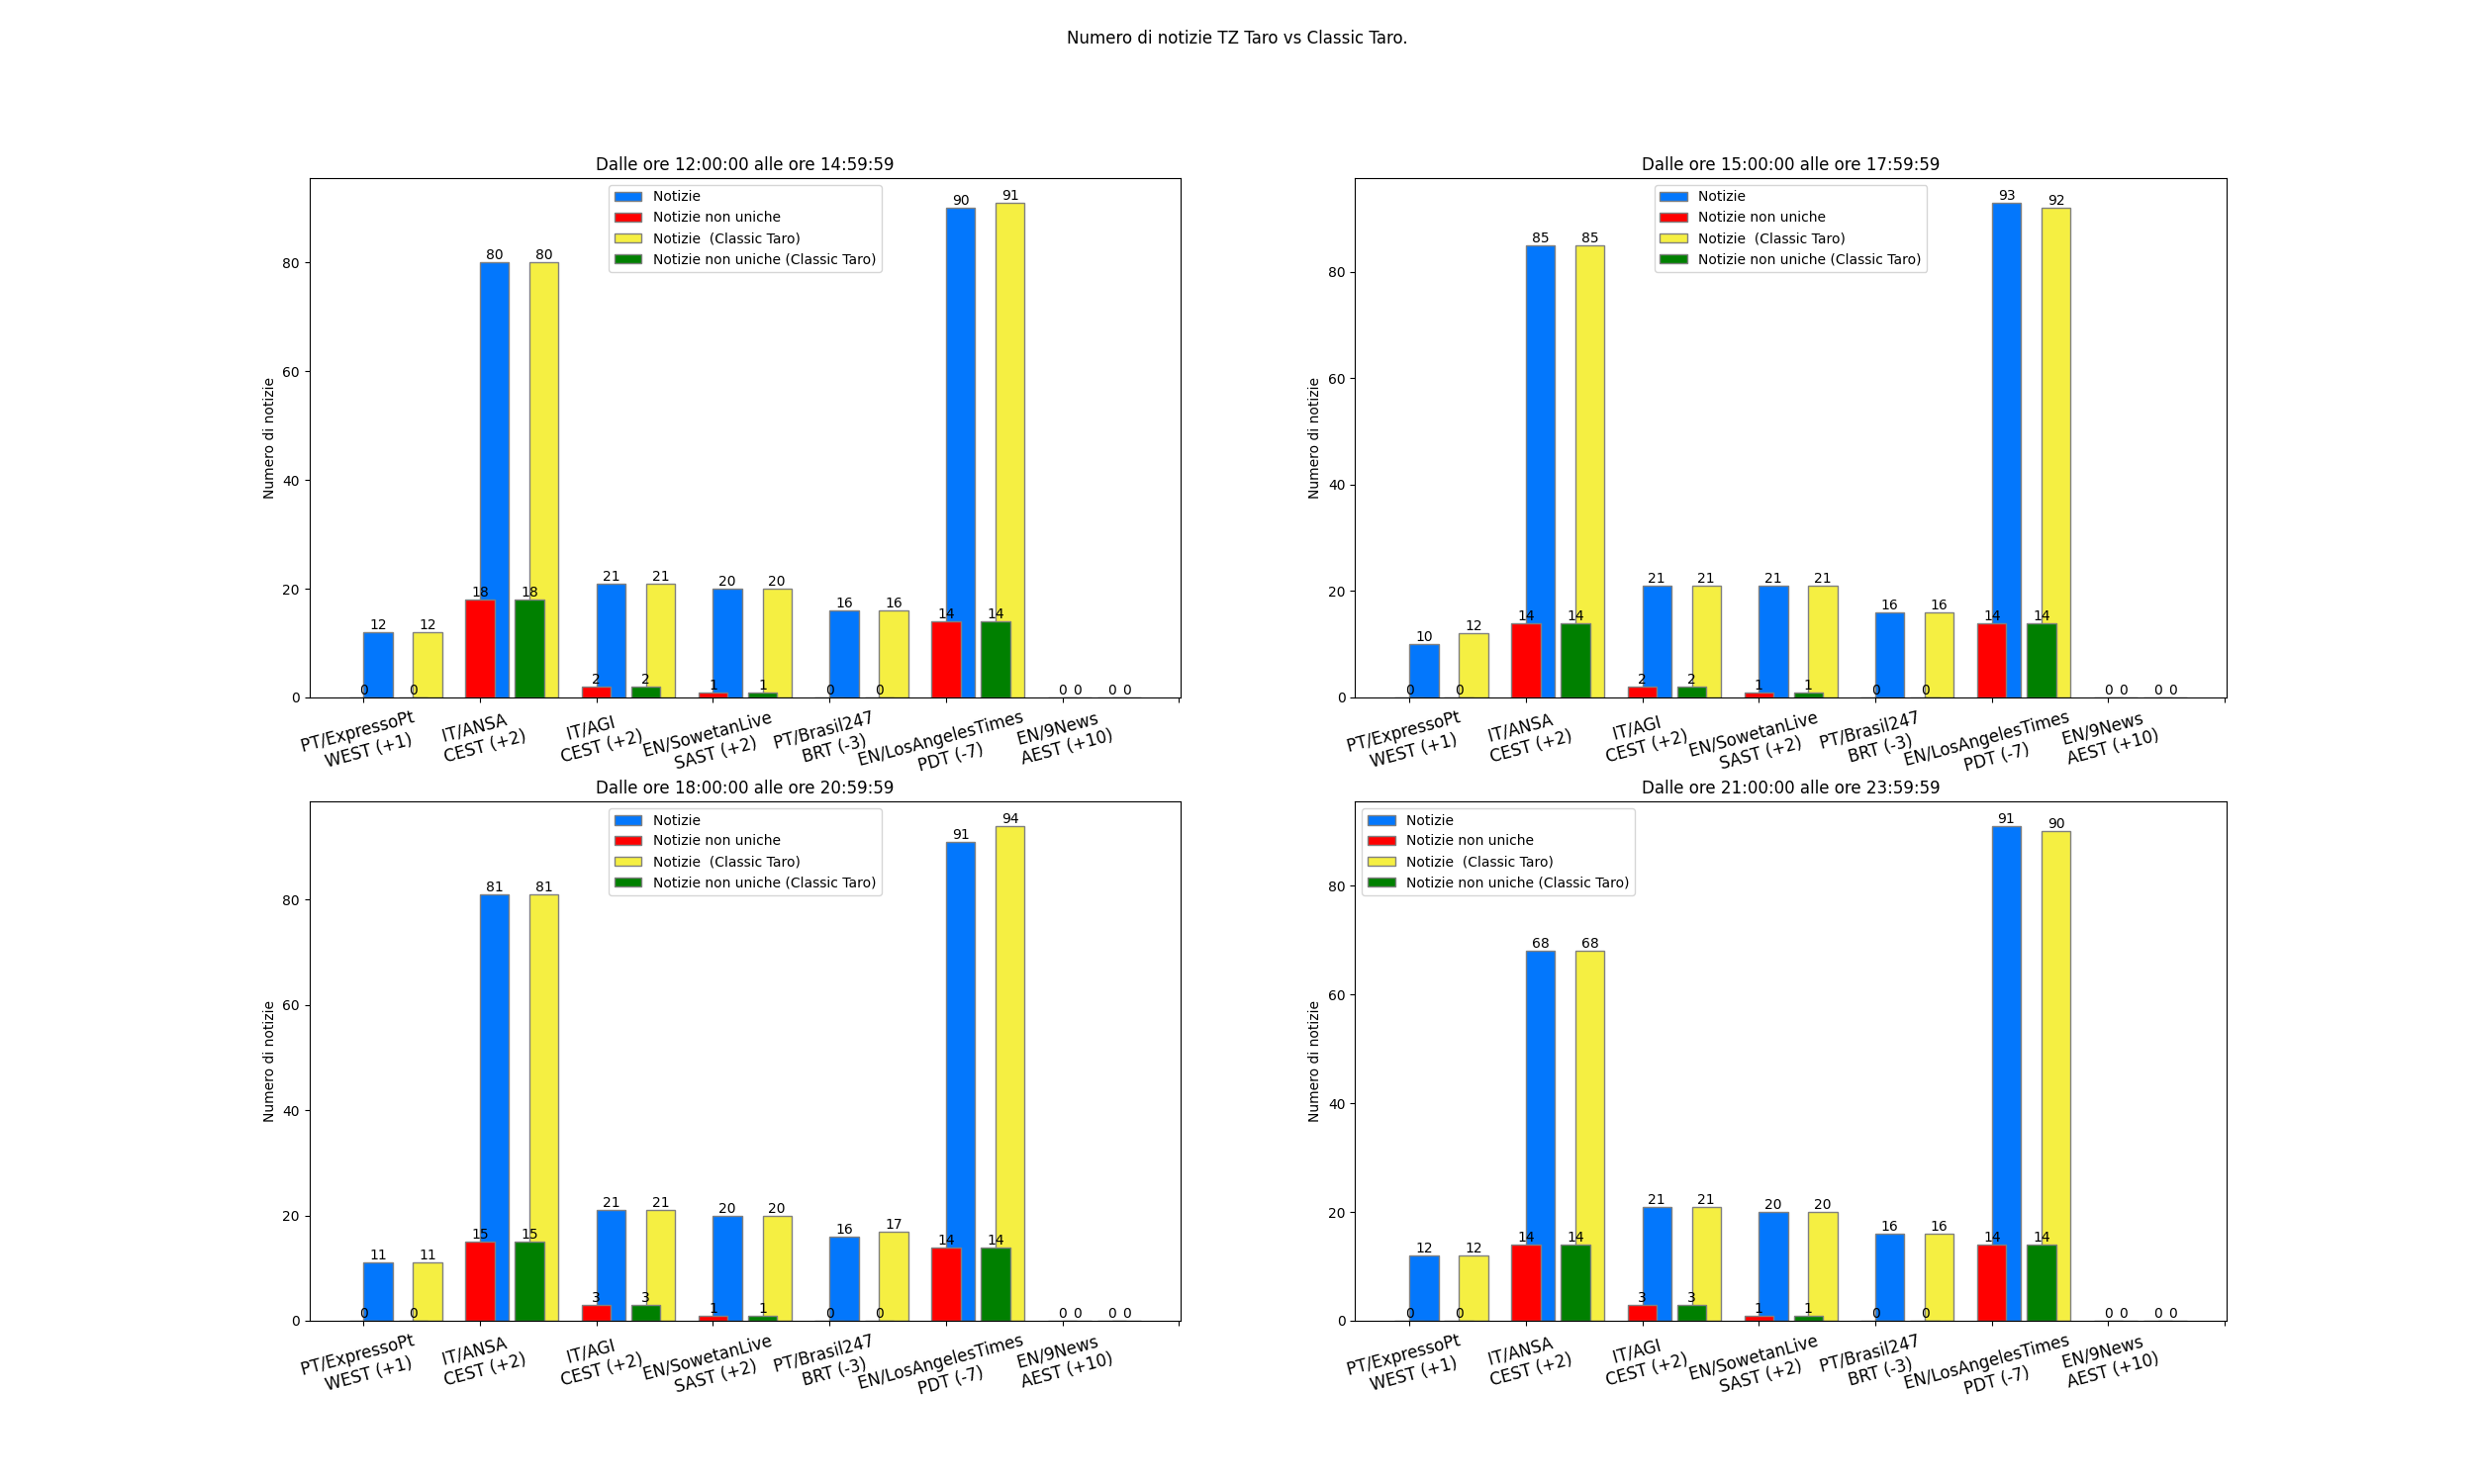 Numero di notizie TZ Taro vs Classic Taro.
Dalle ore 12:00:00 alle ore 14:59:59
Numero di notizie
80
60
40
20
0
Notizie
Notizie non uniche
Notizie  (Classic Taro)
Notizie non uniche (Classic Taro)
12 12 80 80 21 21 20 20 16 16 90 91 0 0
0 0 18 18 2 2 1 1 0 0 14 14 0 0
PT/ExpressoPt
WEST (+1)
IT/ANSA
CEST (+2)
IT/AGI
CEST (+2)
EN/SowetanLive
SAST (+2)
PT/Brasil247
BRT (-3)
EN/LosAngelesTimes
PDT (-7)
EN/9News
AEST (+10)
Dalle ore 15:00:00 alle ore 17:59:59
Numero di notizie
80
60
40
20
0
Notizie
Notizie non uniche
Notizie  (Classic Taro)
Notizie non uniche (Classic Taro)
10 12 85 85 21 21 21 21 16 16 93 92 0 0
0 0 14 14 2 2 1 1 0 0 14 14 0 0
PT/ExpressoPt
WEST (+1)
IT/ANSA
CEST (+2)
IT/AGI
CEST (+2)
EN/SowetanLive
SAST (+2)
PT/Brasil247
BRT (-3)
EN/LosAngelesTimes
PDT (-7)
EN/9News
AEST (+10)
Dalle ore 18:00:00 alle ore 20:59:59
Numero di notizie
80
60
40
20
0
Notizie
Notizie non uniche
Notizie  (Classic Taro)
Notizie non uniche (Classic Taro)
11 11 81 81 21 21 20 20 16 17 91 94 0 0
0 0 15 15 3 3 1 1 0 0 14 14 0 0
PT/ExpressoPt
WEST (+1)
IT/ANSA
CEST (+2)
IT/AGI
CEST (+2)
EN/SowetanLive
SAST (+2)
PT/Brasil247
BRT (-3)
EN/LosAngelesTimes
PDT (-7)
EN/9News
AEST (+10)
Dalle ore 21:00:00 alle ore 23:59:59
Numero di notizie
80
60
40
20
0
Notizie
Notizie non uniche
Notizie  (Classic Taro)
Notizie non uniche (Classic Taro)
12 12 68 68 21 21 20 20 16 16 91 90 0 0
0 0 14 14 3 3 1 1 0 0 14 14 0 0
PT/ExpressoPt
WEST (+1)
IT/ANSA
CEST (+2)
IT/AGI
CEST (+2)
EN/SowetanLive
SAST (+2)
PT/Brasil247
BRT (-3)
EN/LosAngelesTimes
PDT (-7)
EN/9News
AEST (+10)